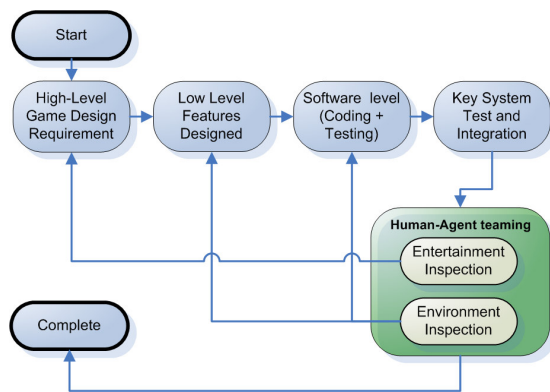 Start
High-Level
Game Design
Requirement
Low Level
Features
Designed
Software level
(Coding +
Testing)
Key System
Test and
Integration
Human-Agent teaming
Entertainment
Inspection
Environment
Inspection
Complete